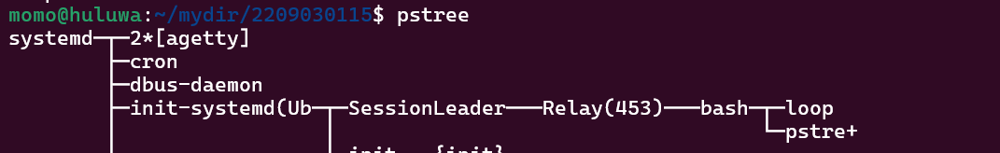 momo@huluwa:~/mydir/2209030115$ pstree
systemd─┬─2*[agetty]
        ├─cron
        ├─dbus-daemon
        ├─init-systemd(Ub─┬─SessionLeader───Relay(453)───bash─┬─loop
        │                 │                                   └─pstre+
        │                 ├─init───{init}